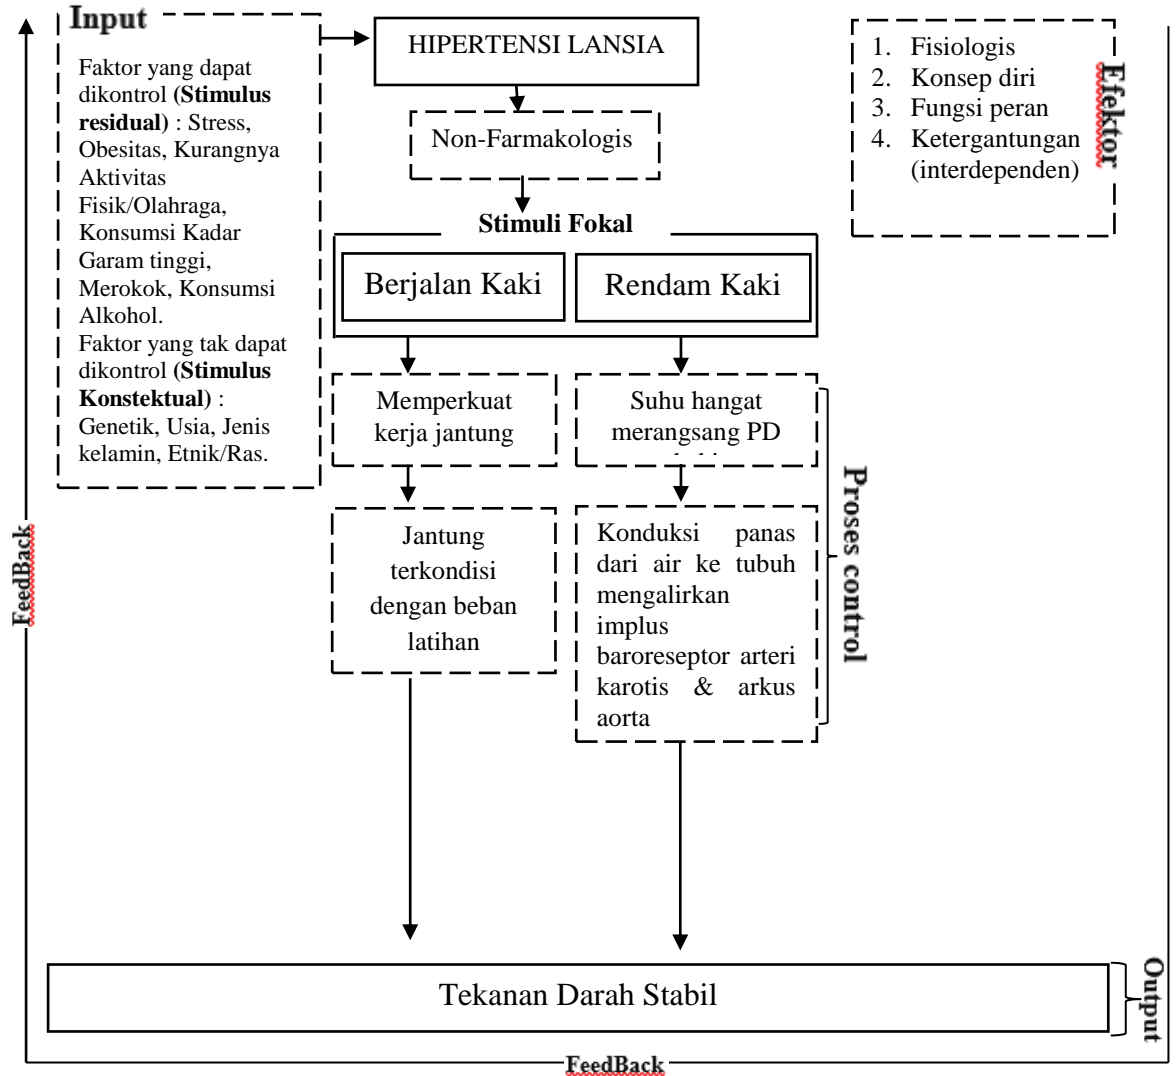 Input
Faktor yang dapat
dikontrol (Stimulus
residual) : Stress,
Obesitas, Kurangnya
Aktivitas
Fisik/Olahraga,
Konsumsi Kadar
Garam tinggi,
Merokok, Konsumsi
Alkohol.
Faktor yang tak dapat
dikontrol (Stimulus
Konstektual) :
Genetik, Usia, Jenis
kelamin, Etnik/Ras.
HIPERTENSI LANSIA
Non-Farmakologis
Stimuli Fokal
Berjalan Kaki
Rendam Kaki
Memperkuat
kerja jantung
Suhu hangat
merangsang PD
Jantung
terkondisi
dengan beban
latihan
Konduksi panas
dari air ke tubuh
mengalirkan
implus
baroreseptor arteri
karotis & arkus
aorta
Proses control
1. Fisiologis
2. Konsep diri
3. Fungsi peran
4. Ketergantungan
(interdependen)
Efektor
Tekanan Darah Stabil
Output
FeedBack
FeedBack